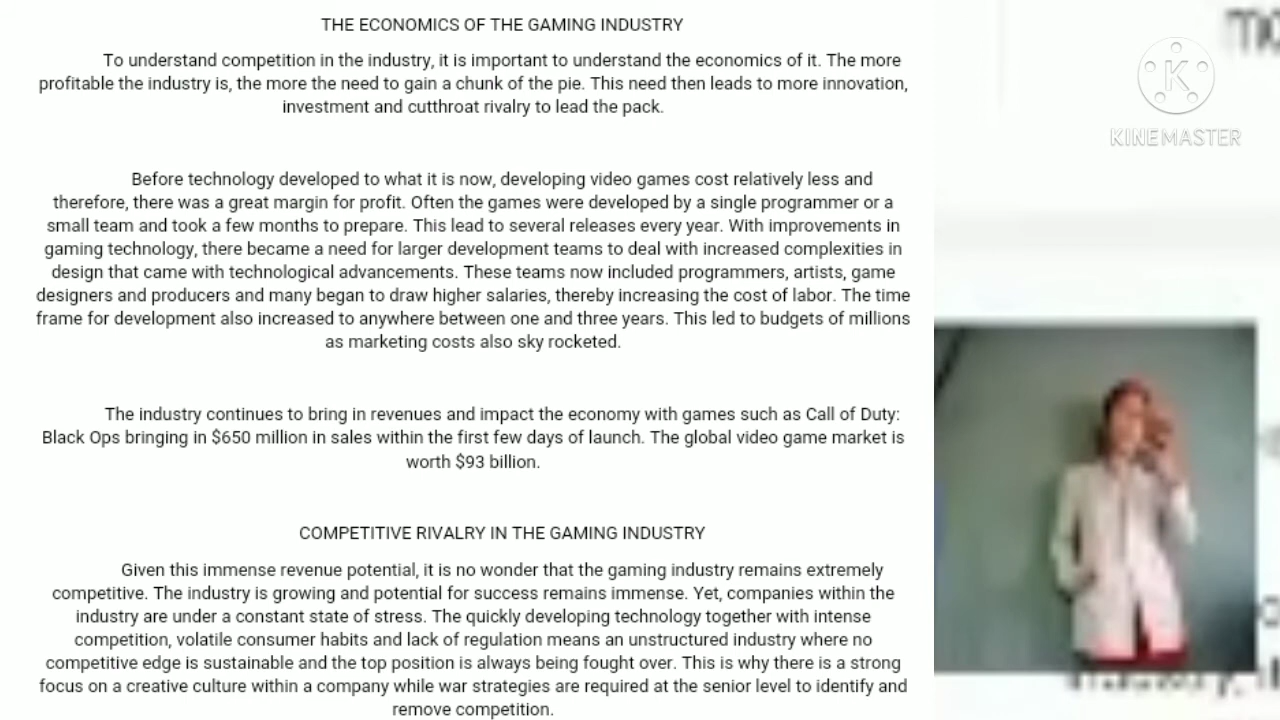 THE ECONOMICS OF THE GAMING INDUSTRY
To understand competition in the industry, it is important to understand the economics of it. The more
profitable the industry is, the more the need to gain a chunk of the pie. This need then leads to more innovation,
investment and cutthroat rivalry to lead the pack.
Before technology developed to what it is now, developing video games cost relatively less and
therefore, there was a great margin for profit. Often the games were developed by a single programmer or a
small team and took a few months to prepare. This lead to several releases every year. With improvements in
gaming technology, there became a need for larger development teams to deal with increased complexities in
design that came with technological advancements. These teams now included programmers, artists, game
designers and producers and many began to draw higher salaries, thereby increasing the cost of labor. The time
frame for development also increased to anywhere between one and three years. This led to budgets of millions
as marketing costs also sky rocketed.
The industry continues to bring in revenues and impact the economy with games such as Call of Duty:
Black Ops bringing in $650 million in sales within the first few days of launch. The global video game market is
worth $93 billion.
COMPETITIVE RIVALRY IN THE GAMING INDUSTRY
Given this immense revenue potential, it is no wonder that the gaming industry remains extremely
competitive. The industry is growing and potential for success remains immense. Yet, companies within the
industry are under a constant state of stress. The quickly developing technology together with intense
competition, volatile consumer habits and lack of regulation means an unstructured industry where no
competitive edge is sustainable and the top position is always being fought over. This is why there is a strong
focus on a creative culture within a company while war strategies are required at the senior level to identify and
remove competition.
K
KINEMASTER